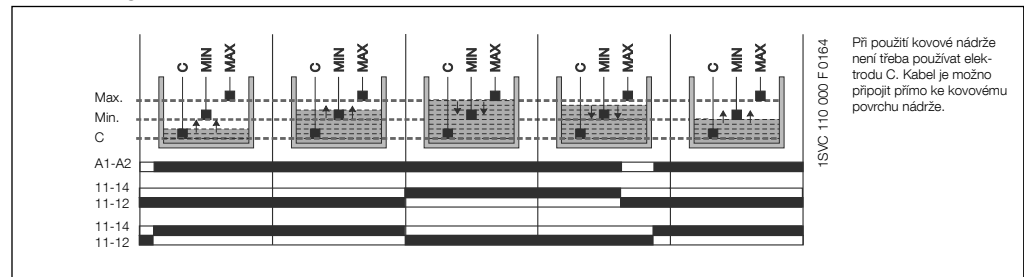 C MIN MAX C MIN MAX C MIN MAX C MIN MAX C MIN MAX
Max.
Min.
C
A1-A2
11-14
11-12
11-14
11-12
1SVC 110 000 F 0164
Při použití kovové nádrže
není třeba používat elek-
trodu C. Kabel je možno
připojit přímo ke kovovému
povrchu nádrže.